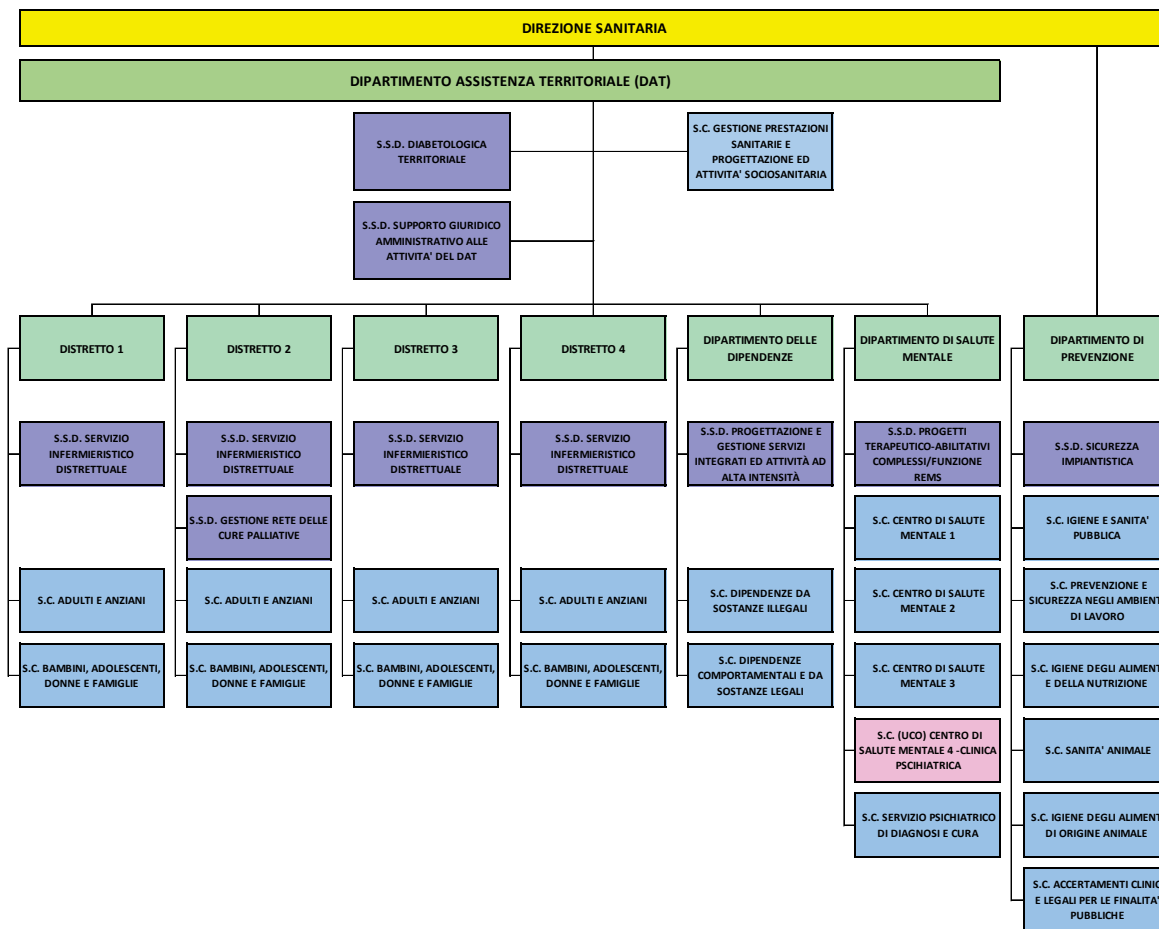 DIREZIONE SANITARIA
DIPARTIMENTO ASSISTENZA TERRITORIALE (DAT)
S.S.D. DIABETOLOGICA
TERRITORIALE
S.C. GESTIONE PRESTAZIONI
SANITARIE E
PROGETTAZIONE ED
ATTIVITA' SOCIOSANITARIA
S.S.D. SUPPORTO GIURIDICO
AMMINISTRATIVO ALLE
ATTIVITA' DEL DAT
DISTRETTO 1
DISTRETTO 2
DISTRETTO 3
DISTRETTO 4
DIPARTIMENTO DELLE
DIPENDENZE
DIPARTIMENTO DI SALUTE
MENTALE
DIPARTIMENTO DI
PREVENZIONE
S.S.D. SERVIZIO
INFERMIERISTICO
DISTRETTUALE
S.S.D. SERVIZIO
INFERMIERISTICO
DISTRETTUALE
S.S.D. SERVIZIO
INFERMIERISTICO
DISTRETTUALE
S.S.D. SERVIZIO
INFERMIERISTICO
DISTRETTUALE
S.S.D. PROGETTAZIONE E
GESTIONE SERVIZI
INTEGRATI ED ATTIVITÀ AD
ALTA INTENSITÀ
S.S.D. PROGETTI
TERAPEUTICO-ABILITATIVI
COMPLESSI/FUNZIONE
REMS
S.S.D. SICUREZZA
IMPIANTISTICA
S.S.D. GESTIONE RETE DELLE
CURE PALLIATIVE
S.C. CENTRO DI SALUTE
MENTALE 1
S.C. IGIENE E SANITA'
PUBBLICA
S.C. ADULTI E ANZIANI
S.C. ADULTI E ANZIANI
S.C. ADULTI E ANZIANI
S.C. ADULTI E ANZIANI
S.C. DIPENDENZE DA
SOSTANZE ILLEGALI
S.C. CENTRO DI SALUTE
MENTALE 2
S.C. PREVENZIONE E
SICUREZZA NEGLI AMBIENT
DI LAVORO
S.C. BAMBINI, ADOLESCENTI,
DONNE E FAMIGLIE
S.C. BAMBINI, ADOLESCENTI,
DONNE E FAMIGLIE
S.C. BAMBINI, ADOLESCENTI,
DONNE E FAMIGLIE
S.C. BAMBINI, ADOLESCENTI,
DONNE E FAMIGLIE
S.C. DIPENDENZE
COMPORTAMENTALI E DA
SOSTANZE LEGALI
S.C. CENTRO DI SALUTE
MENTALE 3
S.C. IGIENE DEGLI ALIMENT
E DELLA NUTRIZIONE
S.C. (UCO) CENTRO DI
SALUTE MENTALE 4 -CLINICA
PSCIHIATRICA
S.C. SANITA' ANIMALE
S.C. SERVIZIO PSICHIATRICO
DI DIAGNOSI E CURA
S.C. IGIENE DEGLI ALIMENT
DI ORIGINE ANIMALE
S.C. ACCERTAMENTI CLINIC
E LEGALI PER LE FINALITA'
PUBBLICHE